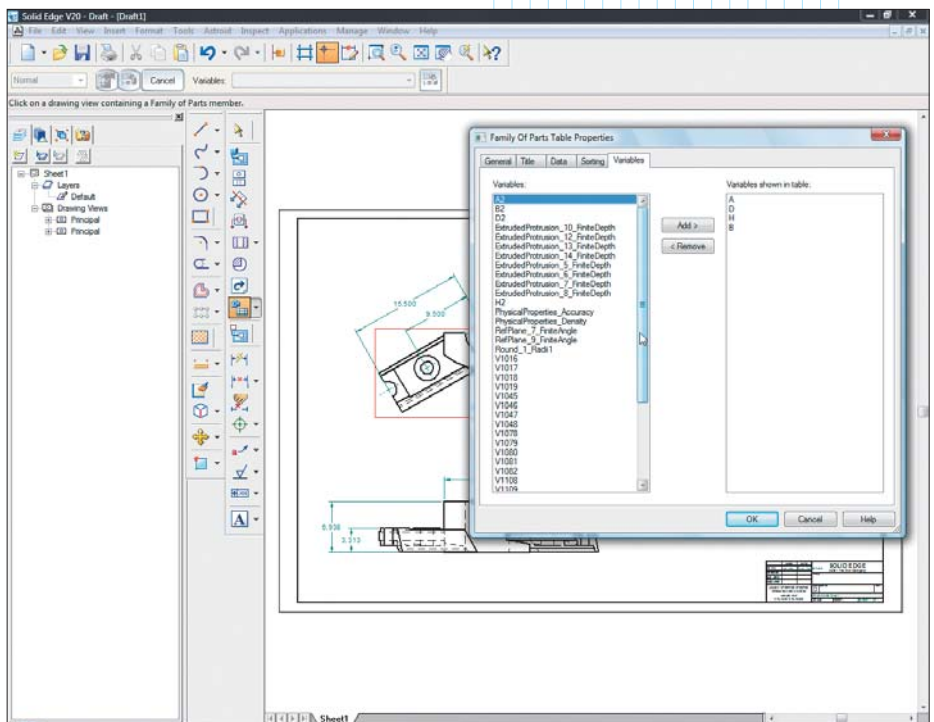 Solid Edge V20 - Draft - [Draft1]
File Edit View Insert Format Tools Astrout Inspect Applications Manage Window Help
Normal Cancel Variables:
Click on a drawing view containing a Family of Parts member.
Sheet1
Layers
Default
Drawing Views
Principal
Principal
15.500
9.500
3.313
Family Of Parts Table Properties
General Title Data Sorting Variables
Variables:
A2
B2
D2
ExtrudedProtrusion_10_FiniteDepth
ExtrudedProtrusion_12_FiniteDepth
ExtrudedProtrusion_13_FiniteDepth
ExtrudedProtrusion_14_FiniteDepth
ExtrudedProtrusion_5_FiniteDepth
ExtrudedProtrusion_6_FiniteDepth
ExtrudedProtrusion_7_FiniteDepth
ExtrudedProtrusion_8_FiniteDepth
H2
PhysicalProperties_Accuracy
PhysicalProperties_Density
RefPlane_7_FiniteAngle
RefPlane_9_FiniteAngle
Round_1_Radii1
V1016
V1017
V1018
V1019
V1045
V1046
V1047
V1048
V1078
V1079
V1080
V1081
V1082
V1108
V1109
Add >
< Remove
Variables shown in table:
A
D
H
B
OK Cancel Help
SOLID EDGE
Sheet1